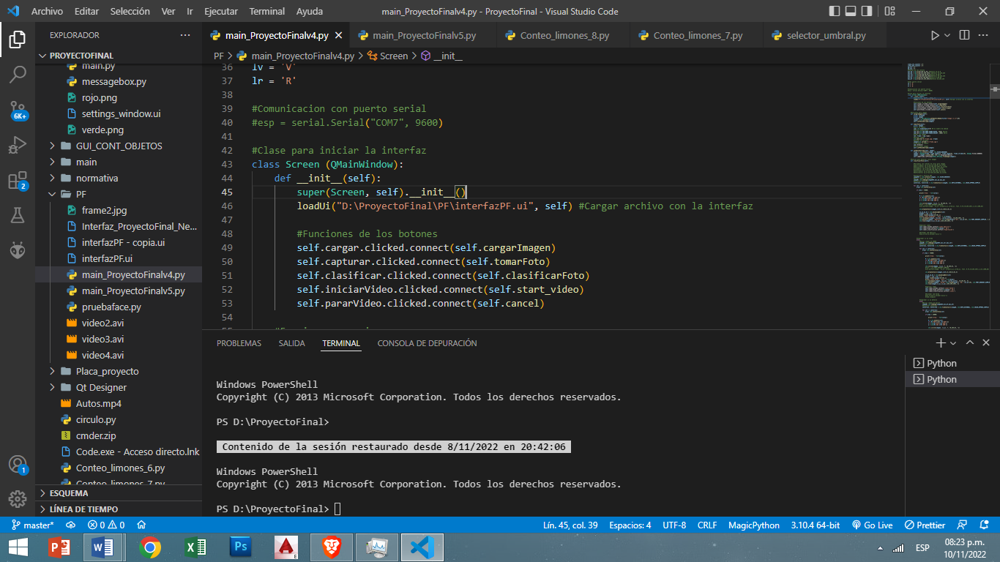 Archivo Editar Selección Ver Ir Ejecutar Terminal Ayuda main_ProyectoFinalv4.py - ProyectoFinal - Visual Studio Code
EXPLORADOR
PROYECTOFINAL
main.py
messagebox.py
rojo.png
settings_window.ui
verde.png
GUI_CONT_OBJETOS
main
normativa
PF
frame2.jpg
Interfaz_ProyectoFinal_Ne...
interfazPF - copia.ui
interfazPF.ui
main_ProyectoFinalv4.py
main_ProyectoFinalv5.py
pruebaface.py
video2.avi
video3.avi
video4.avi
Placa_proyecto
Qt Designer
Autos.mp4
circulo.py
cmder.zip
Code.exe - Acceso directo.lnk
Conteo_limones_6.py
Conteo_limones_7.py
ESQUEMA
LÍNEA DE TIEMPO
6K+
2
1
main_ProyectoFinalv4.py main_ProyectoFinalv5.py Conteo_limones_8.py Conteo_limones_7.py selector_umbral.py
PF > main_ProyectoFinalv4.py > Screen > __init__
36 lv = 'V'
37 lr = 'R'
38
39 #Comunicacion con puerto serial
40 #esp = serial.Serial("COM7", 9600)
41
42 #Clase para iniciar la interfaz
43 class Screen (QMainWindow):
44 def __init__(self):
45 super(Screen, self).__init__()
46 loadUi("D:\ProyectoFinal\PF\interfazPF.ui", self) #Cargar archivo con la interfaz
47
48 #Funciones de los botones
49 self.cargar.clicked.connect(self.cargarImagen)
50 self.capturar.clicked.connect(self.tomarFoto)
51 self.clasificar.clicked.connect(self.clasificarFoto)
52 self.iniciarVideo.clicked.connect(self.start_video)
53 self.pararVideo.clicked.connect(self.cancel)
54
PROBLEMAS SALIDA TERMINAL CONSOLA DE DEPURACIÓN
Python
Python
Windows PowerShell
Copyright (C) 2013 Microsoft Corporation. Todos los derechos reservados.
PS D:\ProyectoFinal>
Contenido de la sesión restaurado desde 8/11/2022 en 20:42:06
Windows PowerShell
Copyright (C) 2013 Microsoft Corporation. Todos los derechos reservados.
PS D:\ProyectoFinal>
master* 0 0 Lín. 45, col. 39 Espacios: 4 UTF-8 CRLF MagicPython 3.10.4 64-bit Go Live Prettier
ESP
08:23 p.m.
10/11/2022